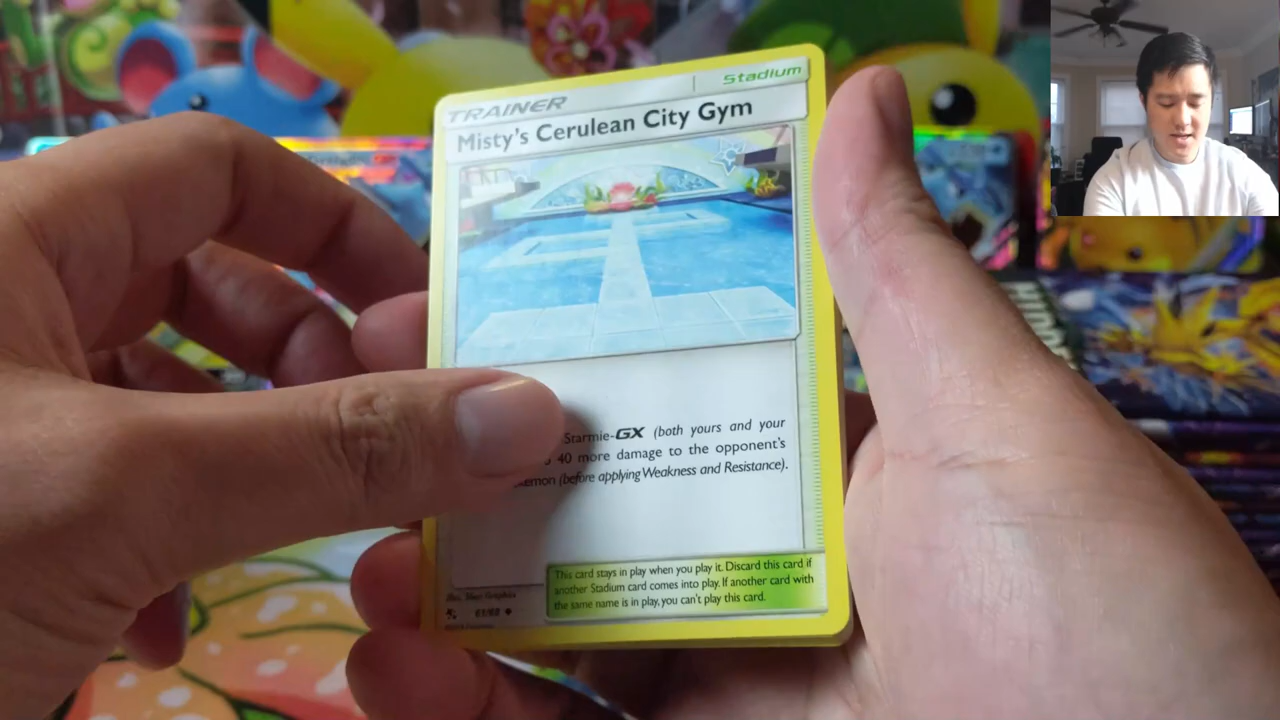 Stadium
TRAINER
Misty's Cerulean City Gym
Starmie-GX (both yours and your
40 more damage to the opponent's
(before applying Weakness and Resistance).
This card stays in play when you play it. Discard this card if
another Stadium card comes into play. If another card with
the same name is in play, you can't play this card.
61/68